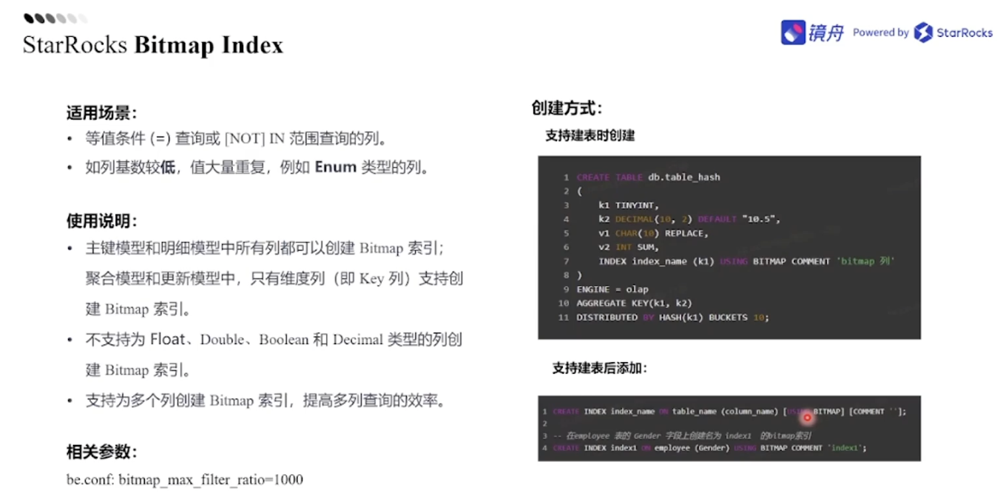 StarRocks Bitmap Index
镜舟 Powered by StarRocks
适用场景：
• 等值条件 (=) 查询或 [NOT] IN 范围查询的列。
• 如列基数较低，值大量重复，例如 Enum 类型的列。
使用说明：
• 主键模型和明细模型中所有列都可以创建 Bitmap 索引；
聚合模型和更新模型中，只有维度列（即 Key 列）支持创
建 Bitmap 索引。
• 不支持为 Float、Double、Boolean 和 Decimal 类型的列创
建 Bitmap 索引。
• 支持为多个列创建 Bitmap 索引，提高多列查询的效率。
相关参数：
be.conf: bitmap_max_filter_ratio=1000
创建方式：
支持建表时创建
1 CREATE TABLE db.table_hash
2 (
3 k1 TINYINT,
4 k2 DECIMAL(10, 2) DEFAULT "10.5",
5 v1 CHAR(10) REPLACE,
6 v2 INT SUM,
7 INDEX index_name (k1) USING BITMAP COMMENT 'bitmap 列'
8 )
9 ENGINE = olap
10 AGGREGATE KEY(k1, k2)
11 DISTRIBUTED BY HASH(k1) BUCKETS 10;
支持建表后添加：
1 CREATE INDEX index_name ON table_name (column_name) [USING BITMAP] [COMMENT ''];
2
3 -- 在employee 表的 Gender 字段上创建名为 index1 的bitmap索引
4 CREATE INDEX index1 ON employee (Gender) USING BITMAP COMMENT 'index1';